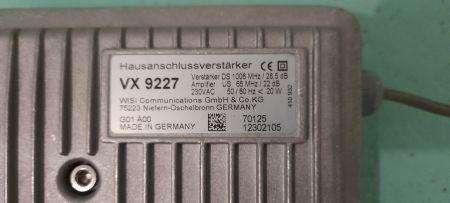 Hausanschlussverstärker
VX 9227
Verstärker DS 1006 MHz / 28,5 dB
Amplifier US 65 MHz / 22 dB
230VAC 50 / 60 Hz < 20 W
WISI Communications GmbH & Co.KG
75223 Niefern-Oschelbronn GERMANY
G01 A00
70125
MADE IN GERMANY
12302105